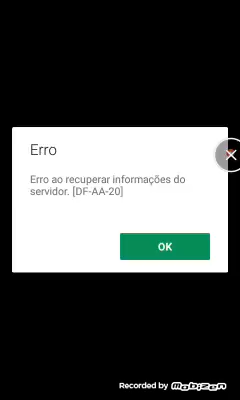 Erro
Erro ao recuperar informações do
servidor. [DF-AA-20]
OK
Recorded by Mobizen